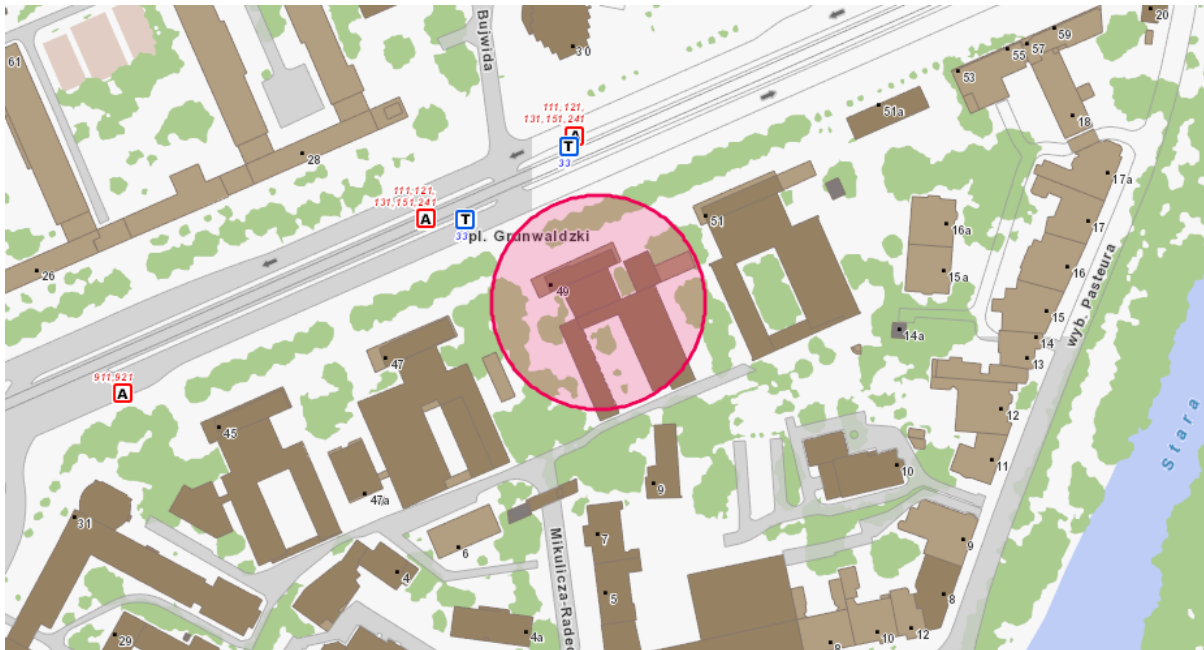 61
Bujwida
30
20
59
57
55
53
51a
18
111, 121,
131,151,241
A
T
33
28
17a
111, 121,
131,151,241
A
T
33
pl. Grunwaldzki
51
16a
17
26
49
15a
16
wyb. Pasteura
15
14a
14
13
47
911,921
A
12
45
11
10
Stara
47a
9
31
Mikulicza-Radec
7
6
9
4
5
8
29
4a
8
10
12